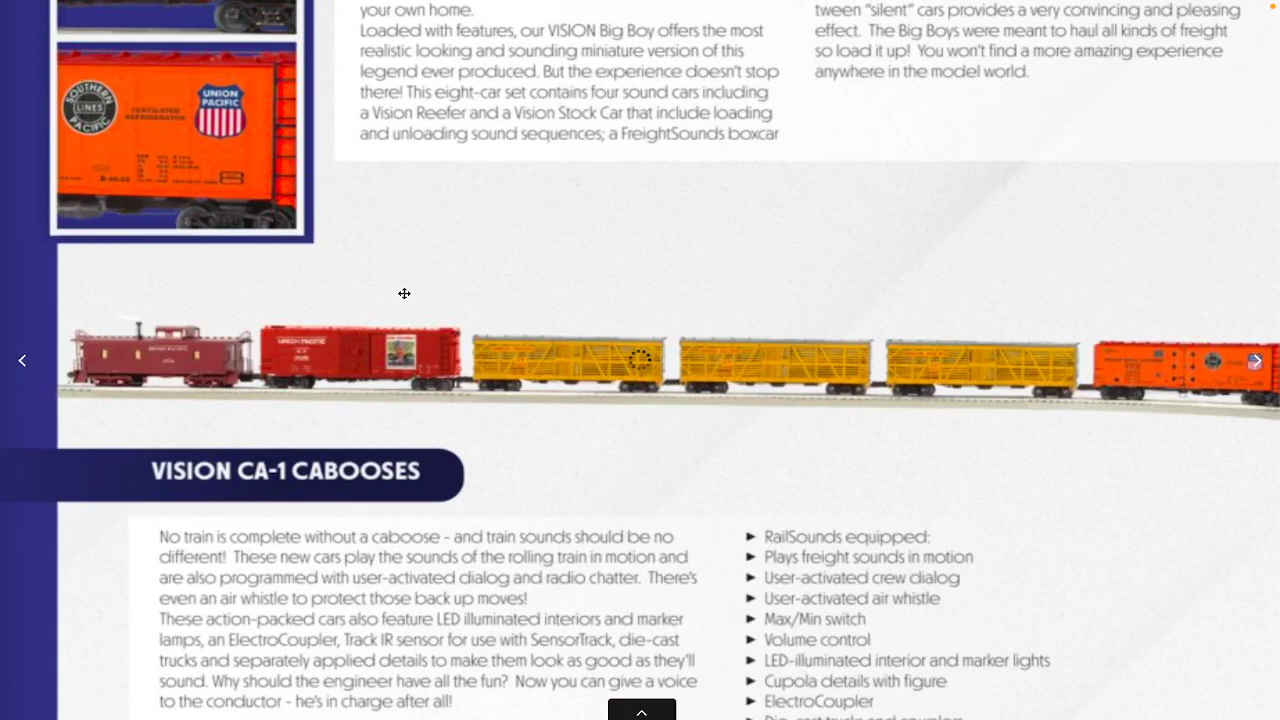 your own home.
Loaded with features, our VISION Big Boy offers the most
realistic looking and sounding miniature version of this
legend ever produced. But the experience doesn't stop
there! This eight-car set contains four sound cars including
a Vision Reefer and a Vision Stock Car that include loading
and unloading sound sequences; a FreightSounds boxcar
tween “silent” cars provides a very convincing and pleasing
effect. The Big Boys were meant to haul all kinds of freight
so load it up! You won't find a more amazing experience
anywhere in the model world.
SOUTHERN
LINES
PACIFIC
VENTILATED
REFRIGERATOR
UNION
PACIFIC
UNION PACIFIC
VISION CA-1 CABOOSES
No train is complete without a caboose - and train sounds should be no
different! These new cars play the sounds of the rolling train in motion and
are also programmed with user-activated dialog and radio chatter. There's
even an air whistle to protect those back up moves!
These action-packed cars also feature LED illuminated interiors and marker
lamps, an ElectroCoupler, Track IR sensor for use with SensorTrack, die-cast
trucks and separately applied details to make them look as good as they'll
sound. Why should the engineer have all the fun? Now you can give a voice
to the conductor - he's in charge after all!
► RailSounds equipped:
► Plays freight sounds in motion
► User-activated crew dialog
► User-activated air whistle
► Max/Min switch
► Volume control
► LED-illuminated interior and marker lights
► Cupola details with figure
► ElectroCoupler
► Die-cast trucks and couplers